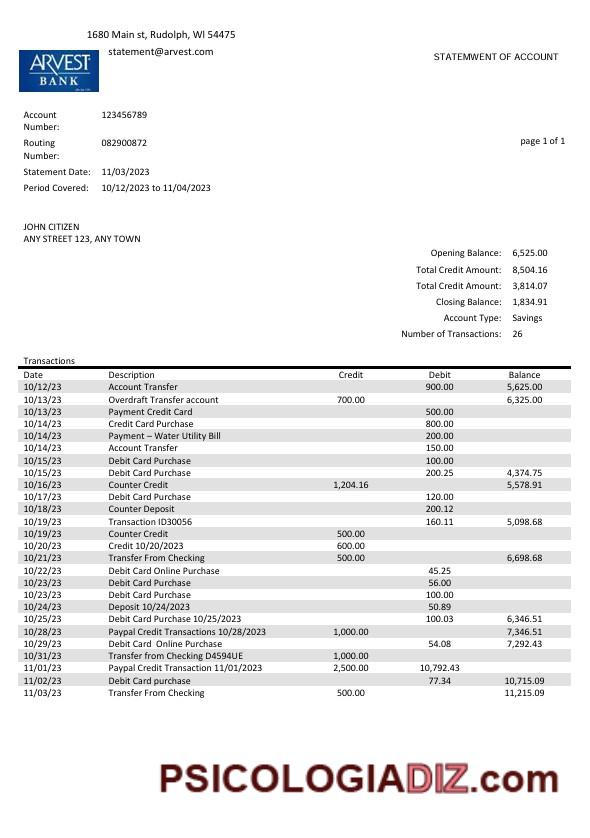 1680 Main st, Rudolph, Wl 54475
statement@arvest.com
STATEMWENT OF ACCOUNT
ARVEST
BANK
Account Number: 123456789
Routing Number: 082900872
page 1 of 1
Statement Date: 11/03/2023
Period Covered: 10/12/2023 to 11/04/2023
JOHN CITIZEN
ANY STREET 123, ANY TOWN
Opening Balance: 6,525.00
Total Credit Amount: 8,504.16
Total Credit Amount: 3,814.07
Closing Balance: 1,834.91
Account Type: Savings
Number of Transactions: 26
Transactions
Date Description Credit Debit Balance
10/12/23 Account Transfer 900.00 5,625.00
10/13/23 Overdraft Transfer account 700.00 6,325.00
10/13/23 Payment Credit Card 500.00
10/14/23 Credit Card Purchase 800.00
10/14/23 Payment – Water Utility Bill 200.00
10/14/23 Account Transfer 150.00
10/15/23 Debit Card Purchase 100.00
10/15/23 Debit Card Purchase 200.25 4,374.75
10/16/23 Counter Credit 1,204.16 5,578.91
10/17/23 Debit Card Purchase 120.00
10/18/23 Counter Deposit 200.12
10/19/23 Transaction ID30056 160.11 5,098.68
10/19/23 Counter Credit 500.00
10/20/23 Credit 10/20/2023 600.00
10/21/23 Transfer From Checking 500.00 6,698.68
10/22/23 Debit Card Online Purchase 45.25
10/23/23 Debit Card Purchase 56.00
10/23/23 Debit Card Purchase 100.00
10/24/23 Deposit 10/24/2023 50.89
10/25/23 Debit Card Purchase 10/25/2023 100.03 6,346.51
10/28/23 Paypal Credit Transactions 10/28/2023 1,000.00 7,346.51
10/29/23 Debit Card Online Purchase 54.08 7,292.43
10/31/23 Transfer from Checking D4594UE 1,000.00
11/01/23 Paypal Credit Transaction 11/01/2023 2,500.00 10,792.43
11/02/23 Debit Card purchase 77.34 10,715.09
11/03/23 Transfer From Checking 500.00 11,215.09
PSICOLOGIADIZ.com